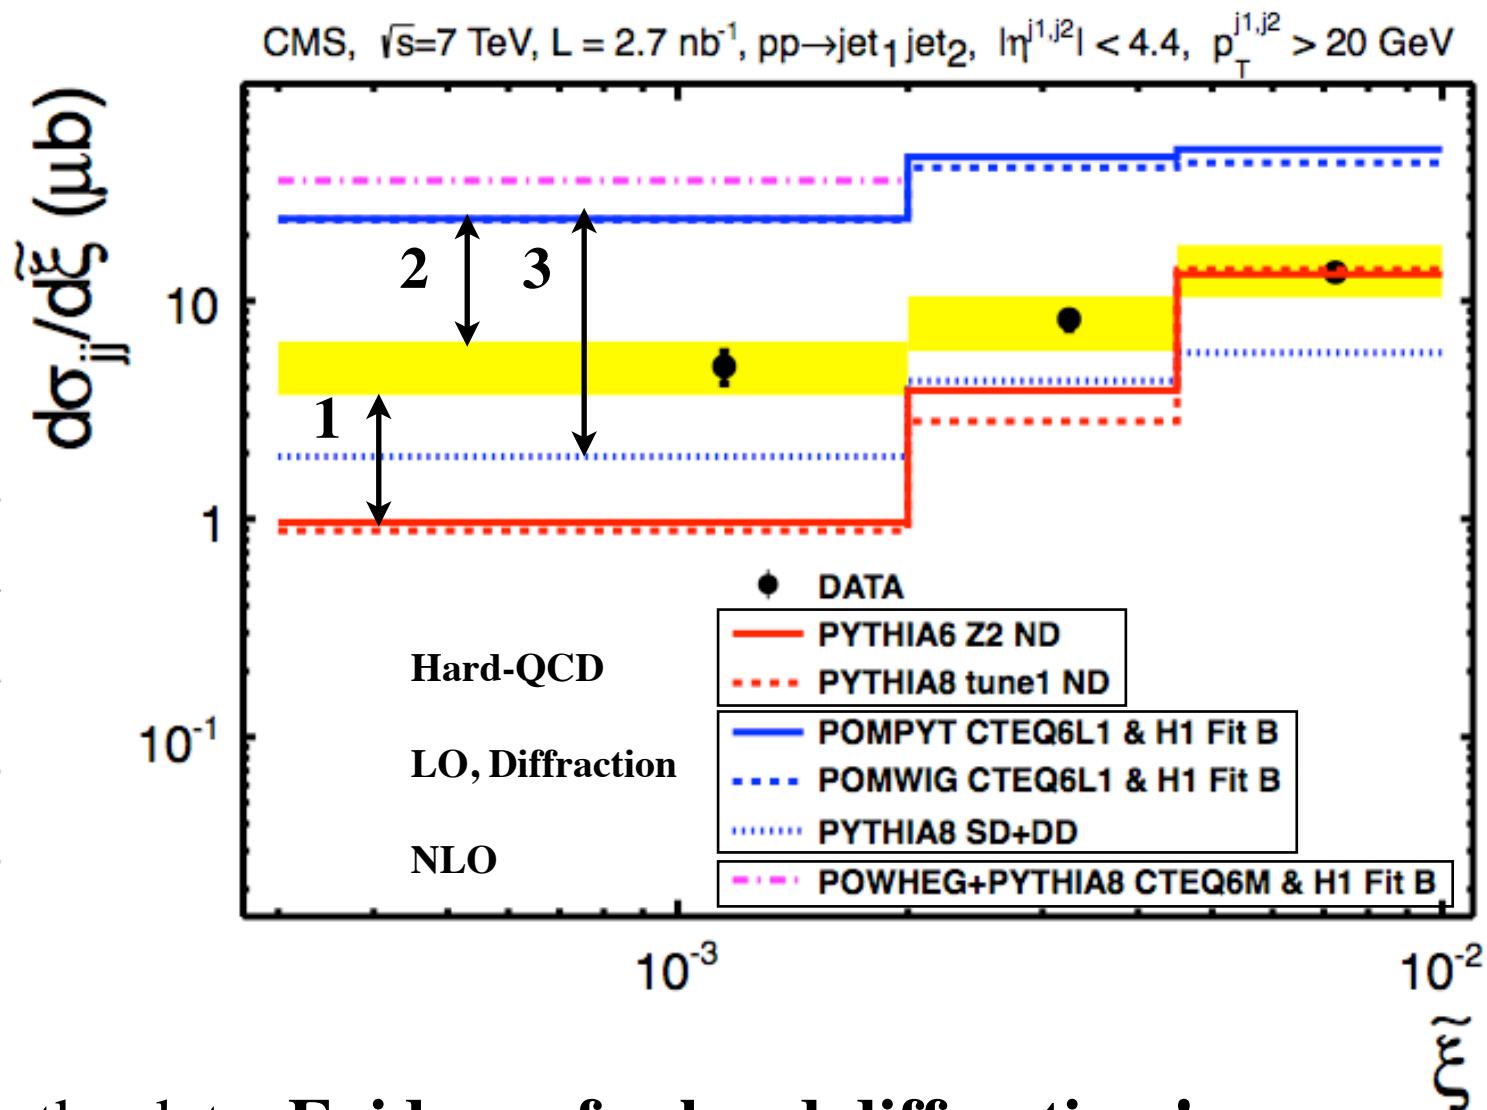 CMS, √s=7 TeV, L = 2.7 nb⁻¹, pp→jet₁ jet₂, |η^{j1,j2}| < 4.4, p_T^{j1,j2} > 20 GeV
dσ_jj/dξ̃ (μb)
2
3
10
1
1
DATA
PYTHIA6 Z2 ND
Hard-QCD
PYTHIA8 tune1 ND
POMPYT CTEQ6L1 & H1 Fit B
10⁻¹
LO, Diffraction
POMWIG CTEQ6L1 & H1 Fit B
PYTHIA8 SD+DD
NLO
POWHEG+PYTHIA8 CTEQ6M & H1 Fit B
10⁻³
10⁻²
ξ̃